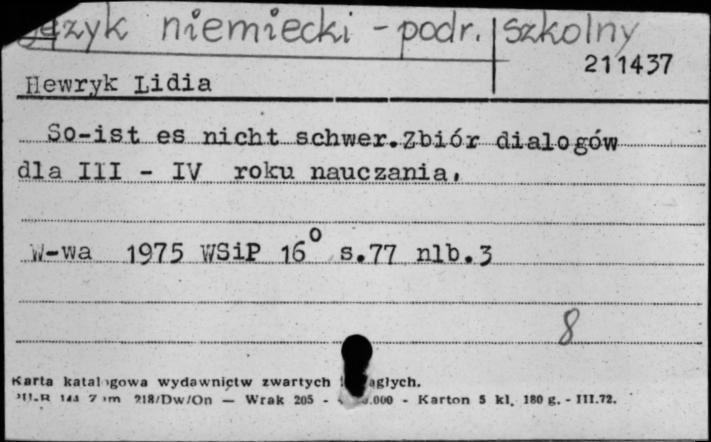 Język niemiecki - podr. szkolny
211437
Hewryk Lidia
So-ist es nicht schwer.Zbiór dialogów
dla III - IV roku nauczania.
W-wa 1975 WSiP 16° s.77 nlb.3
8
Karta katalogowa wydawnictw zwartych
218/Dw/On — Wrak 205 - .000 - Karton 5 kl. 180 g. - III.72.